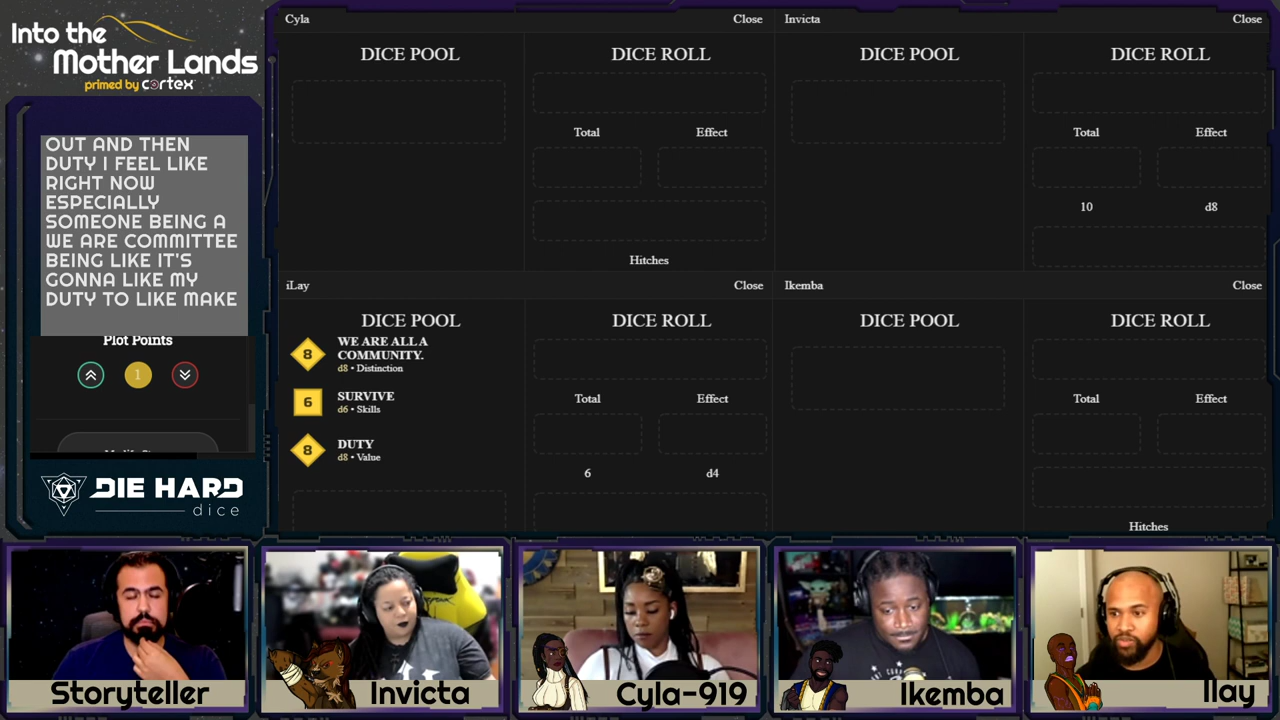 Into the
Mother Lands
primed by cortex
OUT AND THEN
DUTY I FEEL LIKE
RIGHT NOW
ESPECIALLY
SOMEONE BEING A
WE ARE COMMITTEE
BEING LIKE IT'S
GONNA LIKE MY
DUTY TO LIKE MAKE
Plot Points
1
DIE HARD
dice
Cyla
Close
DICE POOL
DICE ROLL
Total
Effect
Hitches
Invicta
Close
DICE POOL
DICE ROLL
Total
Effect
10
d8
iLay
Close
DICE POOL
8
WE ARE ALL A
COMMUNITY.
d8 • Distinction
6
SURVIVE
d6 • Skills
8
DUTY
d8 • Value
DICE ROLL
Total
Effect
6
d4
Ikemba
Close
DICE POOL
DICE ROLL
Total
Effect
Hitches
Storyteller
Invicta
Cyla-919
Ikemba
Ilay